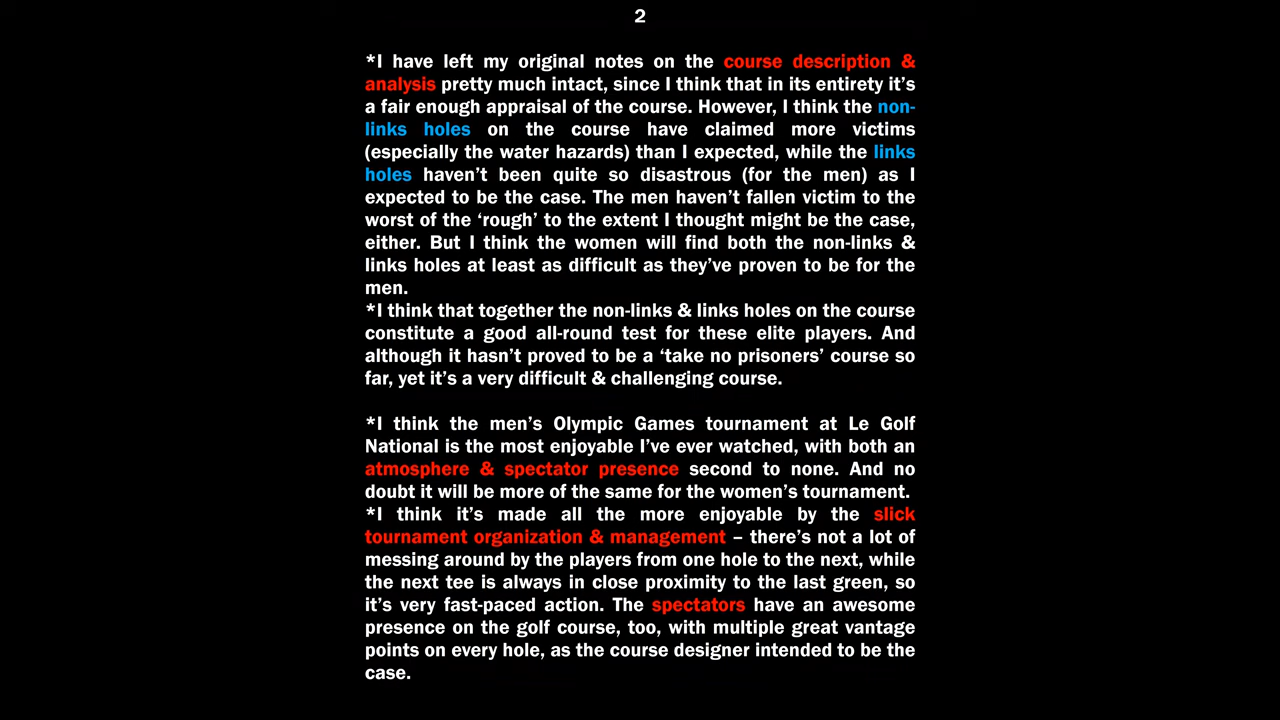 2
*I have left my original notes on the course description &
analysis pretty much intact, since I think that in its entirety it’s
a fair enough appraisal of the course. However, I think the non-
links holes on the course have claimed more victims
(especially the water hazards) than I expected, while the links
holes haven’t been quite so disastrous (for the men) as I
expected to be the case. The men haven’t fallen victim to the
worst of the ‘rough’ to the extent I thought might be the case,
either. But I think the women will find both the non-links &
links holes at least as difficult as they’ve proven to be for the
men.
*I think that together the non-links & links holes on the course
constitute a good all-round test for these elite players. And
although it hasn’t proved to be a ‘take no prisoners’ course so
far, yet it’s a very difficult & challenging course.
*I think the men’s Olympic Games tournament at Le Golf
National is the most enjoyable I’ve ever watched, with both an
atmosphere & spectator presence second to none. And no
doubt it will be more of the same for the women’s tournament.
*I think it’s made all the more enjoyable by the slick
tournament organization & management – there’s not a lot of
messing around by the players from one hole to the next, while
the next tee is always in close proximity to the last green, so
it’s very fast-paced action. The spectators have an awesome
presence on the golf course, too, with multiple great vantage
points on every hole, as the course designer intended to be the
case.